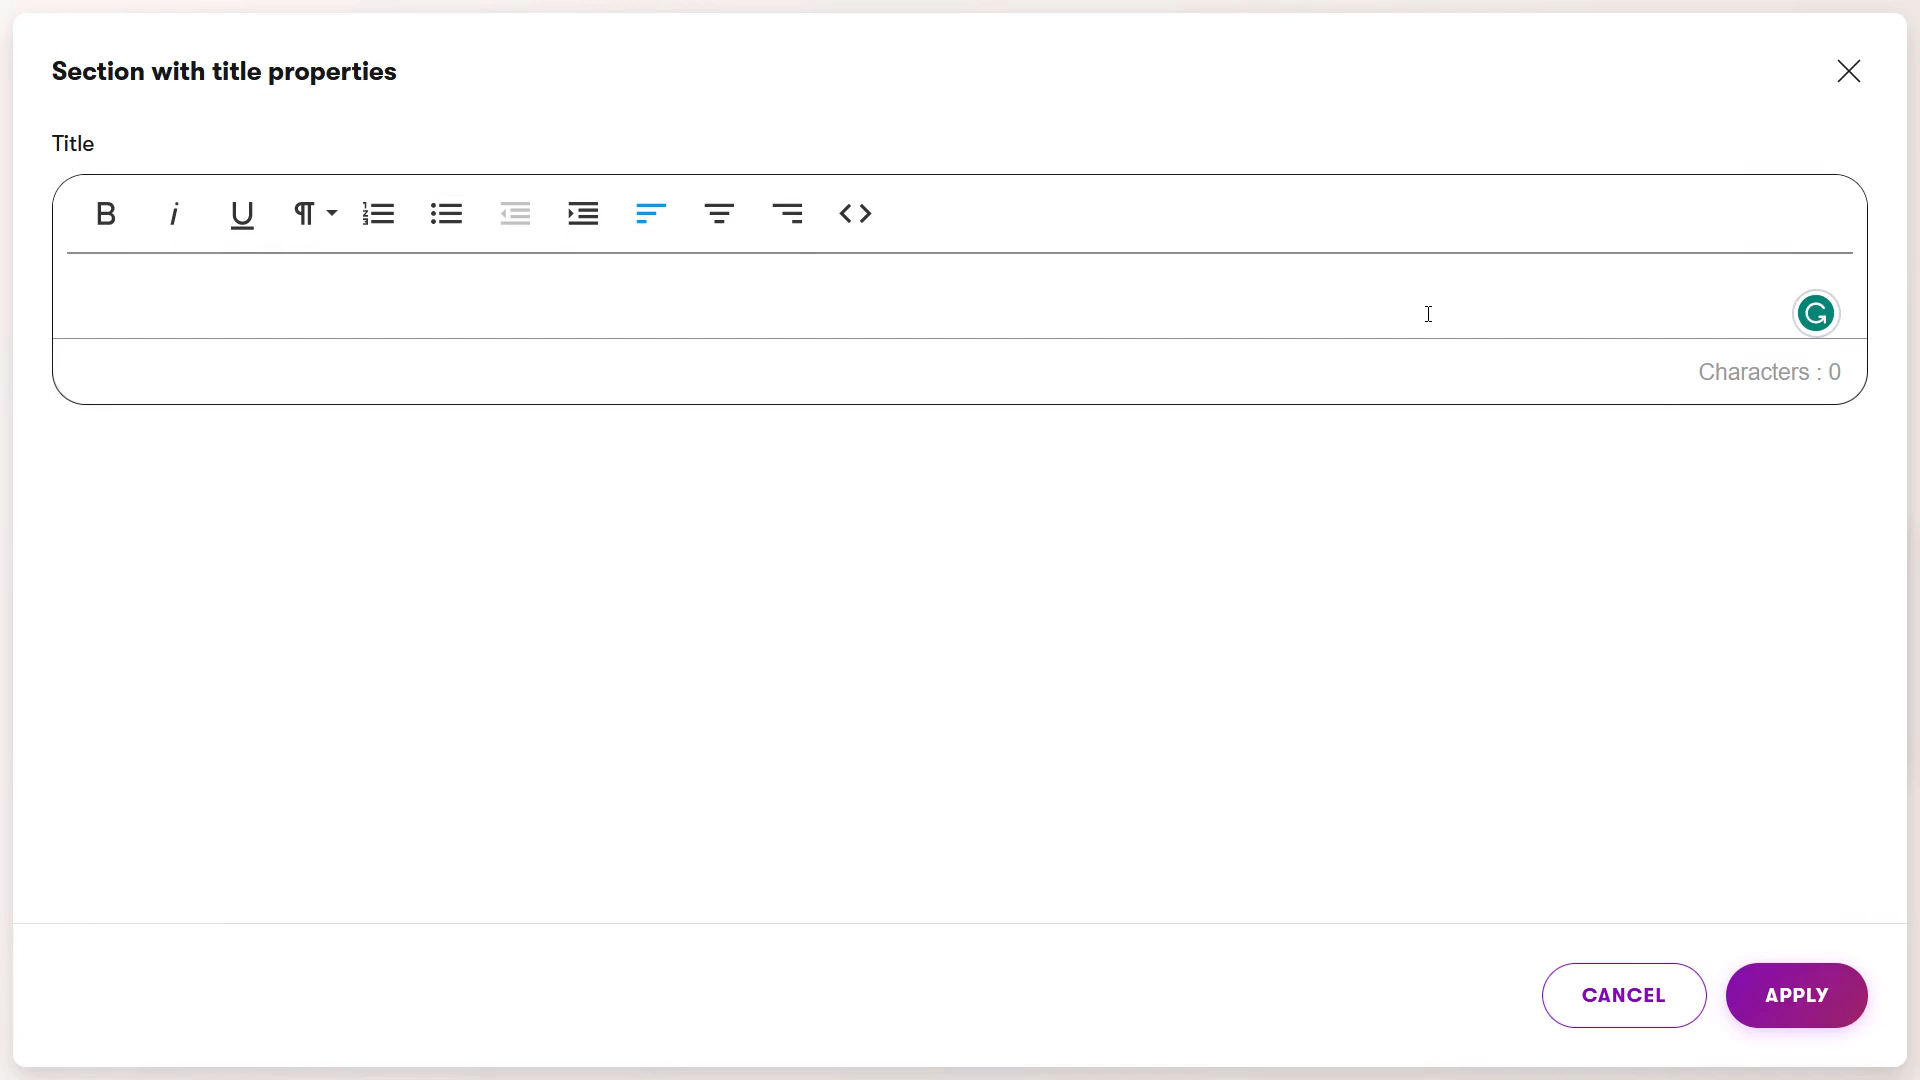 Section with title properties
Title
Characters : 0
CANCEL
APPLY